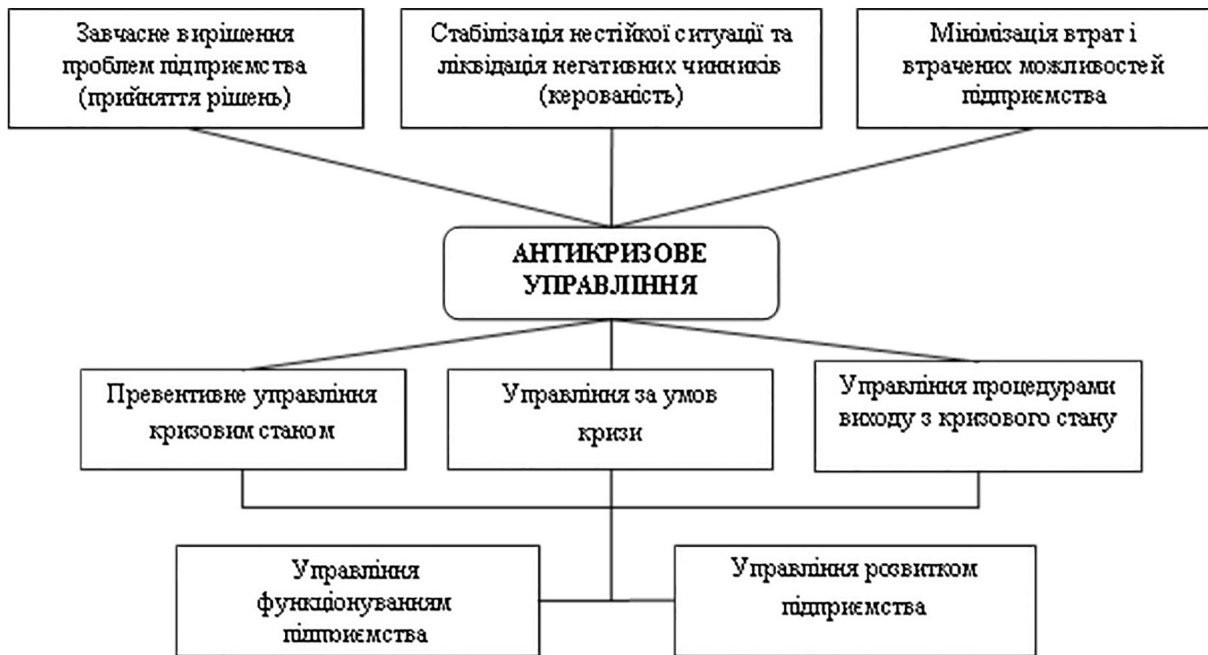 Завчасне вирішення
проблем підприємства
(прийняття рішень)
Стабілізація нестійкої ситуації та
ліквідація негативних чинників
(керованість)
Мінімізація втрат і
втрачених можливостей
підприємства
АНТИКРИЗОВЕ
УПРАВЛІННЯ
Превентивне управління
кризовим станом
Управління за умов
кризи
Управління процедурами
виходу з кризового стану
Управління
функціонуванням
підприємства
Управління розвитком
підприємства